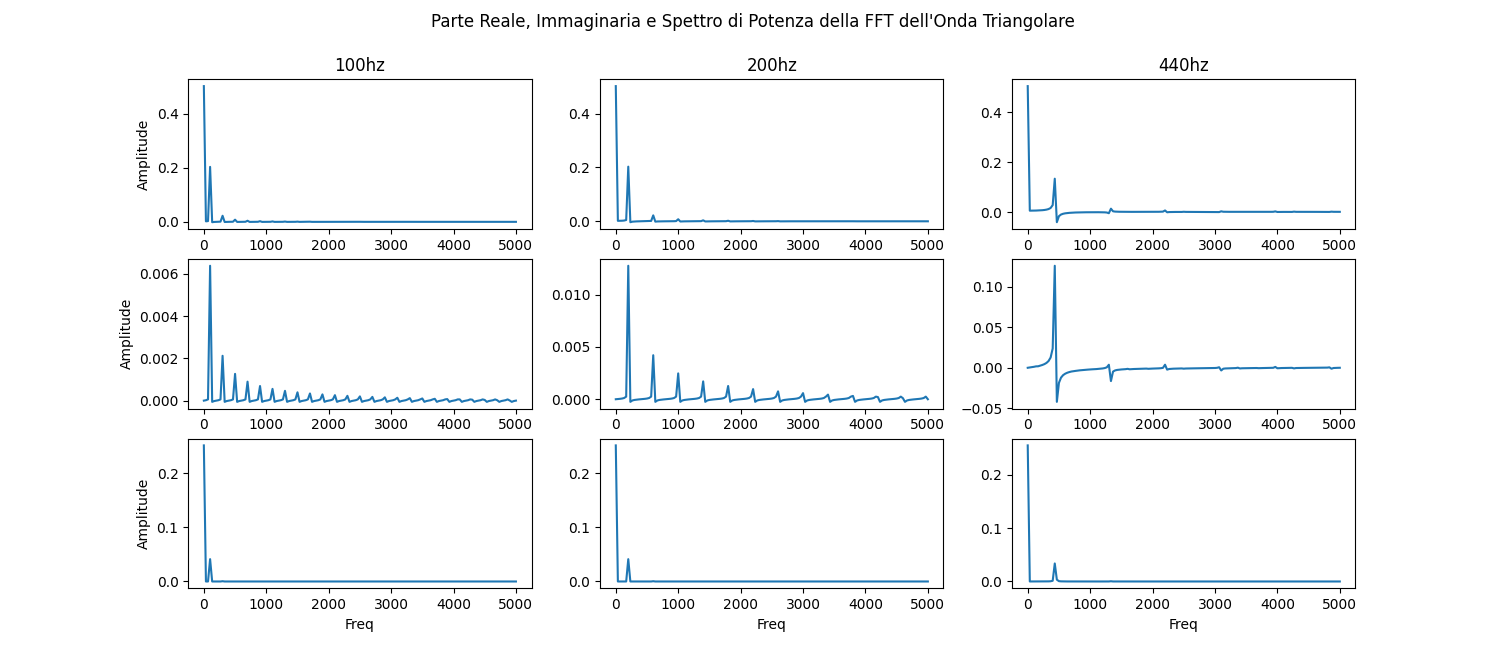 Parte Reale, Immaginaria e Spettro di Potenza della FFT dell'Onda Triangolare
100hz
200hz
440hz
Amplitude
0.4
0.2
0.0
0 1000 2000 3000 4000 5000
0.4
0.2
0.0
0 1000 2000 3000 4000 5000
0.4
0.2
0.0
0 1000 2000 3000 4000 5000
Amplitude
0.006
0.004
0.002
0.000
0 1000 2000 3000 4000 5000
0.010
0.005
0.000
0 1000 2000 3000 4000 5000
0.10
0.05
0.00
−0.05
0 1000 2000 3000 4000 5000
Amplitude
0.2
0.1
0.0
0 1000 2000 3000 4000 5000
Freq
0.2
0.1
0.0
0 1000 2000 3000 4000 5000
Freq
0.2
0.1
0.0
0 1000 2000 3000 4000 5000
Freq